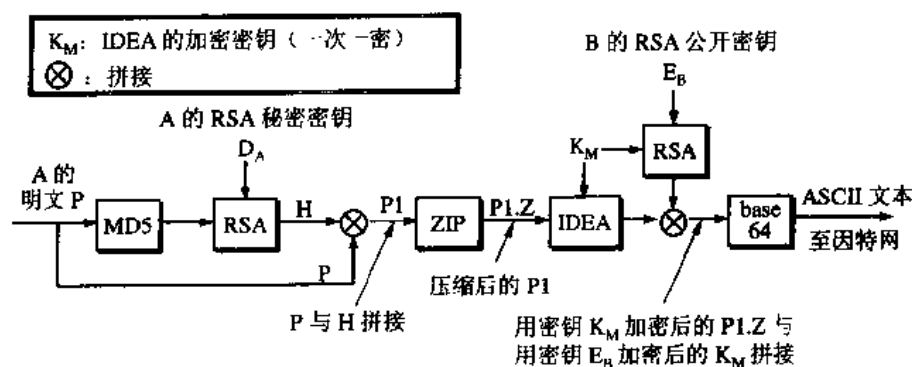 K_M: IDEA 的加密密钥（一次一密）
⊗ : 拼接
B 的 RSA 公开密钥
E_B
A 的 RSA 秘密密钥
D_A
K_M
RSA
A 的
明文 P
MD5
RSA
H
P1
ZIP
P1.Z
IDEA
base
64
ASCII 文本
至因特网
P
压缩后的 P1
P 与 H 拼接
用密钥 K_M 加密后的 P1.Z 与
用密钥 E_B 加密后的 K_M 拼接